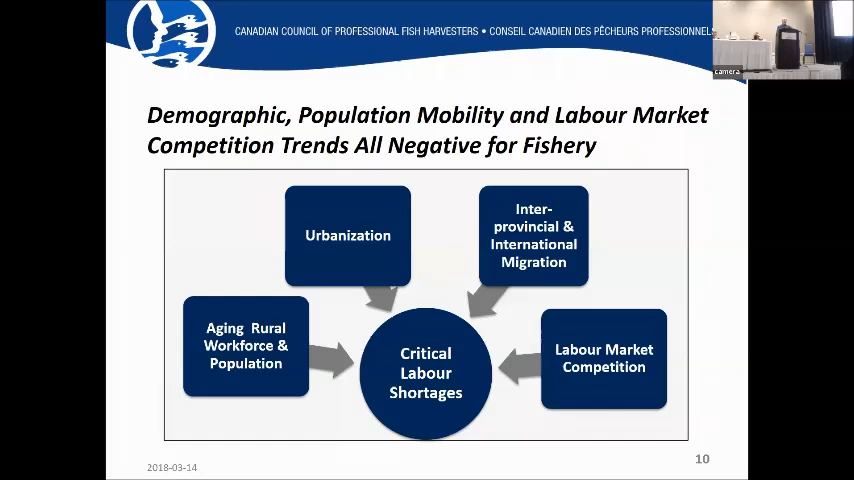 CANADIAN COUNCIL OF PROFESSIONAL FISH HARVESTERS • CONSEIL CANADIEN DES PÊCHEURS PROFESSIONNELS
camera
Demographic, Population Mobility and Labour Market
Competition Trends All Negative for Fishery
Urbanization
Inter-
provincial &
International
Migration
Aging Rural
Workforce &
Population
Critical
Labour
Shortages
Labour Market
Competition
2018-03-14
10